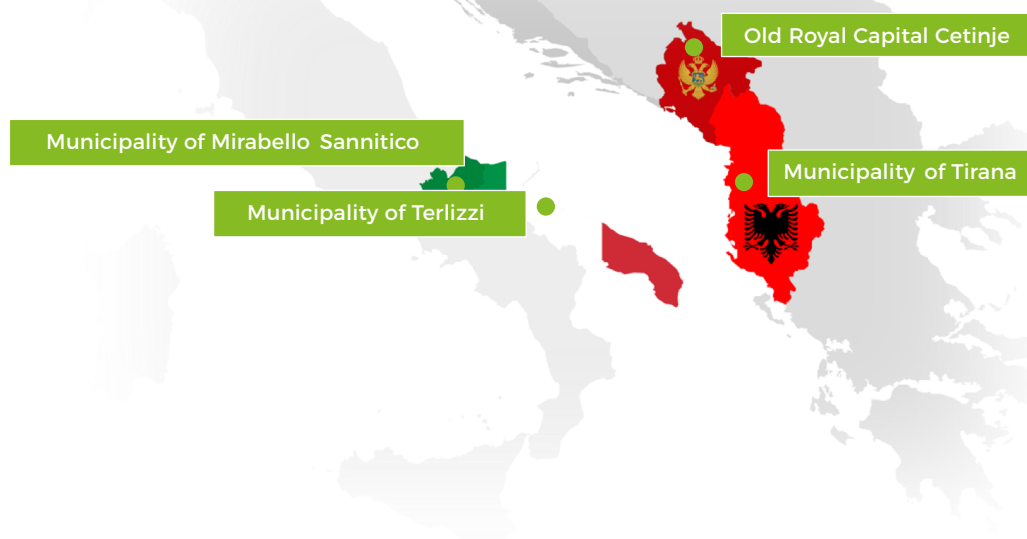 Old Royal Capital Cetinje
Municipality of Mirabello Sannitico
Municipality of Tirana
Municipality of Terlizzi